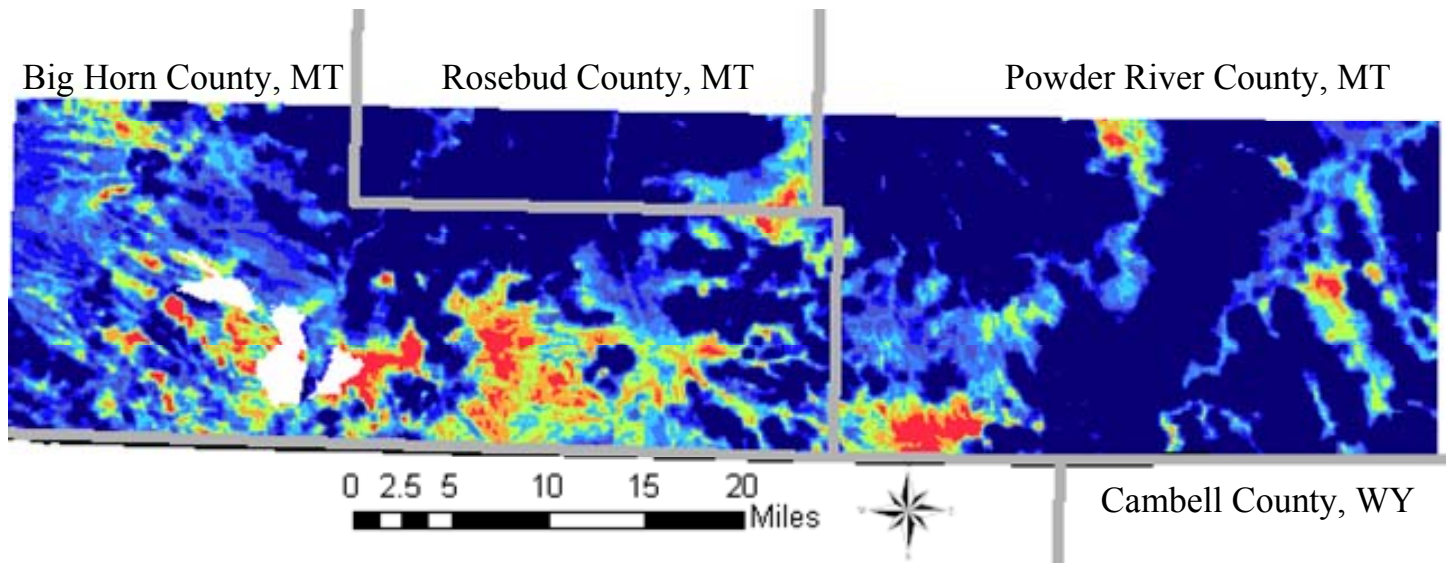 Big Horn County, MT
Rosebud County, MT
Powder River County, MT
0 2.5 5 10 15 20
Miles
Cambell County, WY